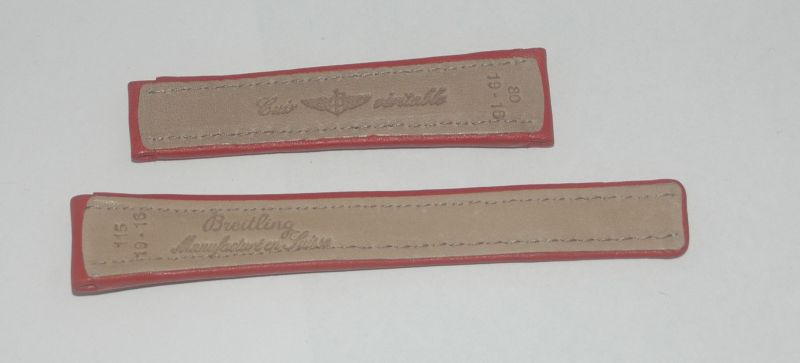 Cuir véritable
80
19-16
Breitling
Manufacturé en Suisse
115
19-16